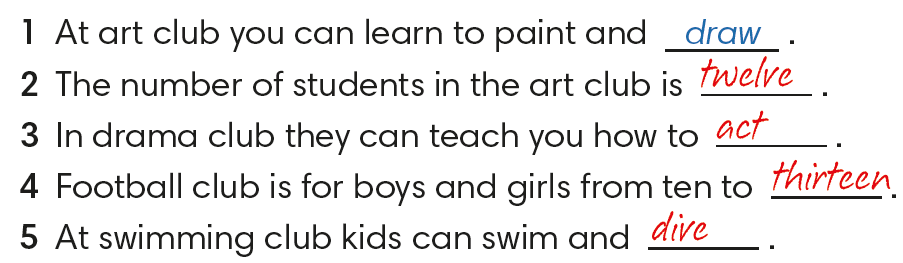 1 At art club you can learn to paint and draw .
2 The number of students in the art club is twelve .
3 In drama club they can teach you how to act .
4 Football club is for boys and girls from ten to thirteen .
5 At swimming club kids can swim and dive .